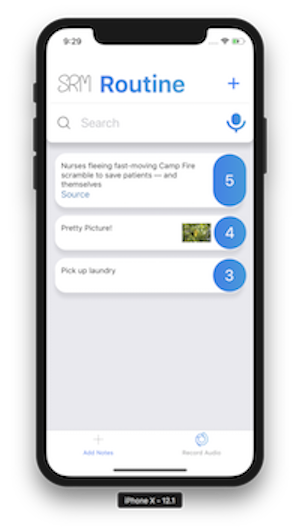 9:29
SRM Routine
+
Search
Nurses fleeing fast-moving Camp Fire
scramble to save patients — and
themselves
Source
5
Pretty Picture!
4
Pick up laundry
3
Add Notes
Record Audio
iPhone X - 12.1